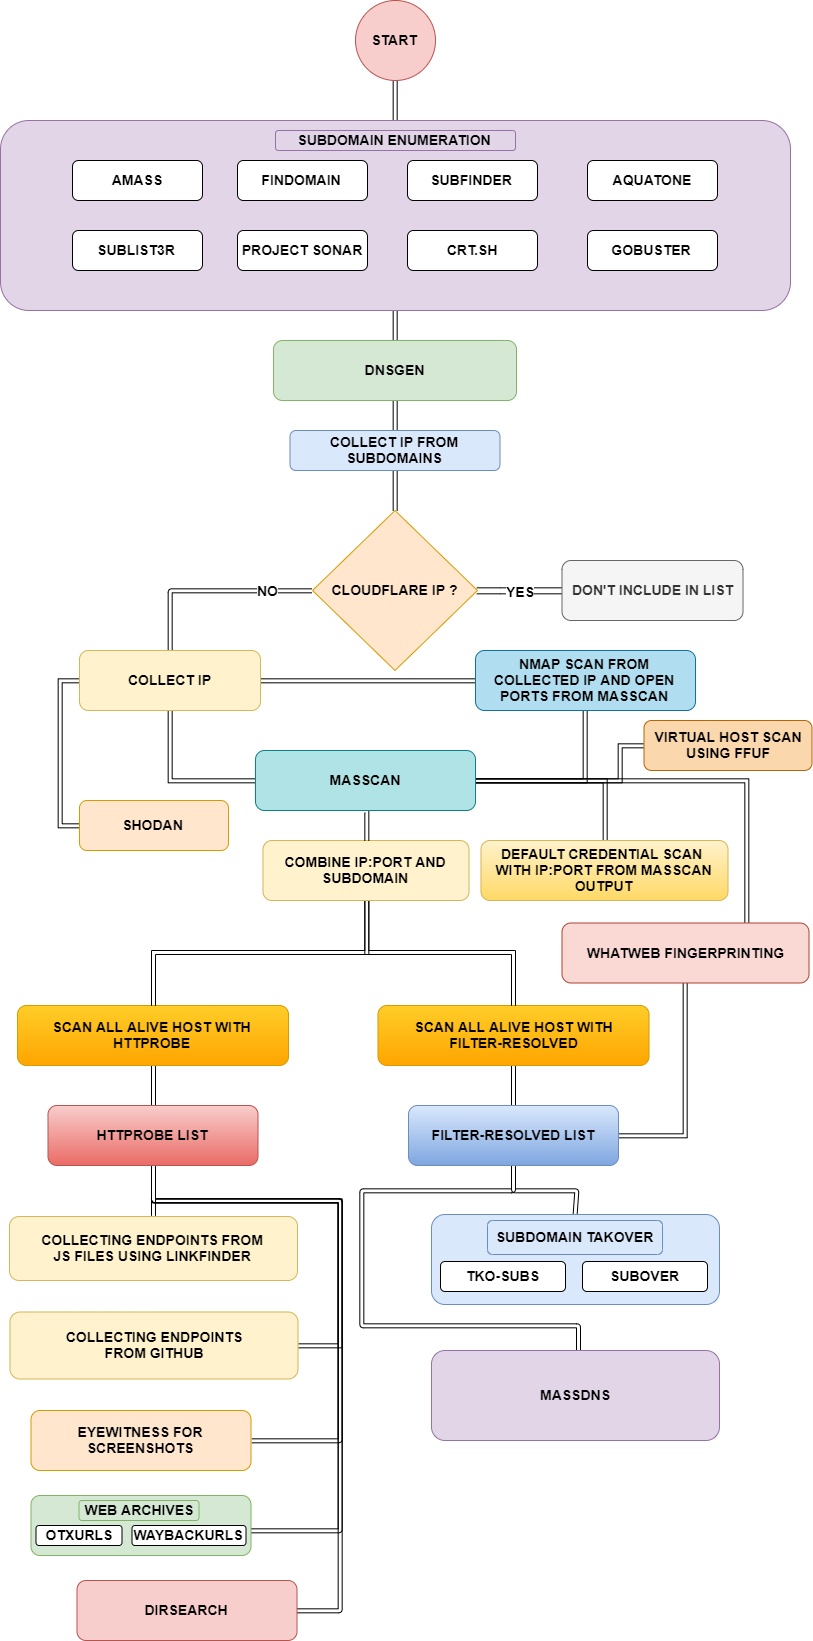 START
SUBDOMAIN ENUMERATION
AMASS
FINDOMAIN
SUBFINDER
AQUATONE
SUBLIST3R
PROJECT SONAR
CRT.SH
GOBUSTER
DNSGEN
COLLECT IP FROM
SUBDOMAINS
CLOUDFLARE IP ?
NO
YES
DON'T INCLUDE IN LIST
COLLECT IP
NMAP SCAN FROM
COLLECTED IP AND OPEN
PORTS FROM MASSCAN
VIRTUAL HOST SCAN
USING FFUF
MASSCAN
SHODAN
COMBINE IP:PORT AND
SUBDOMAIN
DEFAULT CREDENTIAL SCAN
WITH IP:PORT FROM MASSCAN
OUTPUT
WHATWEB FINGERPRINTING
SCAN ALL ALIVE HOST WITH
HTTPROBE
SCAN ALL ALIVE HOST WITH
FILTER-RESOLVED
HTTPROBE LIST
FILTER-RESOLVED LIST
COLLECTING ENDPOINTS FROM
JS FILES USING LINKFINDER
SUBDOMAIN TAKOVER
TKO-SUBS
SUBOVER
COLLECTING ENDPOINTS
FROM GITHUB
MASSDNS
EYEWITNESS FOR
SCREENSHOTS
WEB ARCHIVES
OTXURLS
WAYBACKURLS
DIRSEARCH